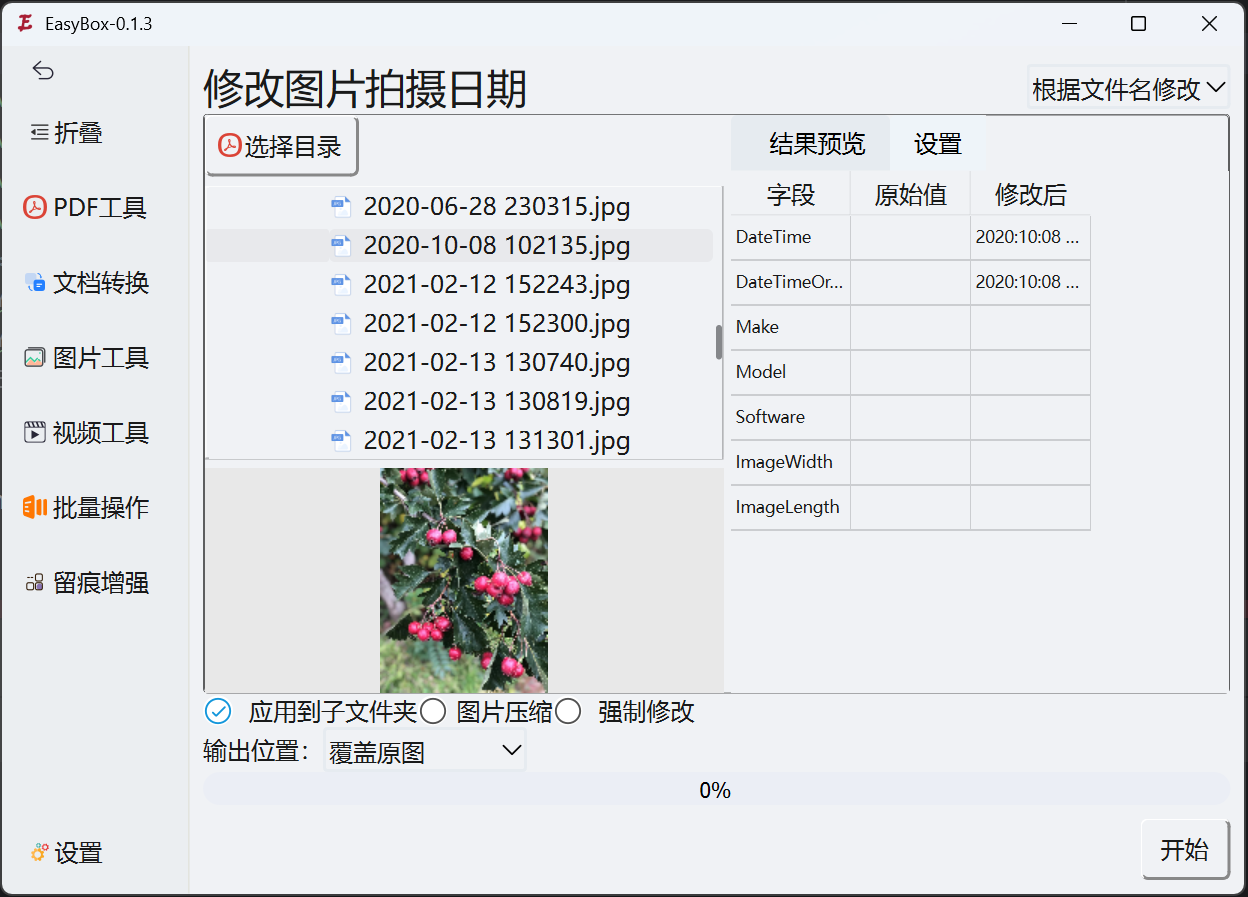 EasyBox-0.1.3
折叠
PDF工具
文档转换
图片工具
视频工具
批量操作
留痕增强
设置
修改图片拍摄日期
根据文件名修改
选择目录
2020-06-28 230315.jpg
2020-10-08 102135.jpg
2021-02-12 152243.jpg
2021-02-12 152300.jpg
2021-02-13 130740.jpg
2021-02-13 130819.jpg
2021-02-13 131301.jpg
结果预览 设置
字段 原始值 修改后
DateTime 2020:10:08 ...
DateTimeOr... 2020:10:08 ...
Make
Model
Software
ImageWidth
ImageLength
应用到子文件夹 图片压缩 强制修改
输出位置： 覆盖原图
0%
开始